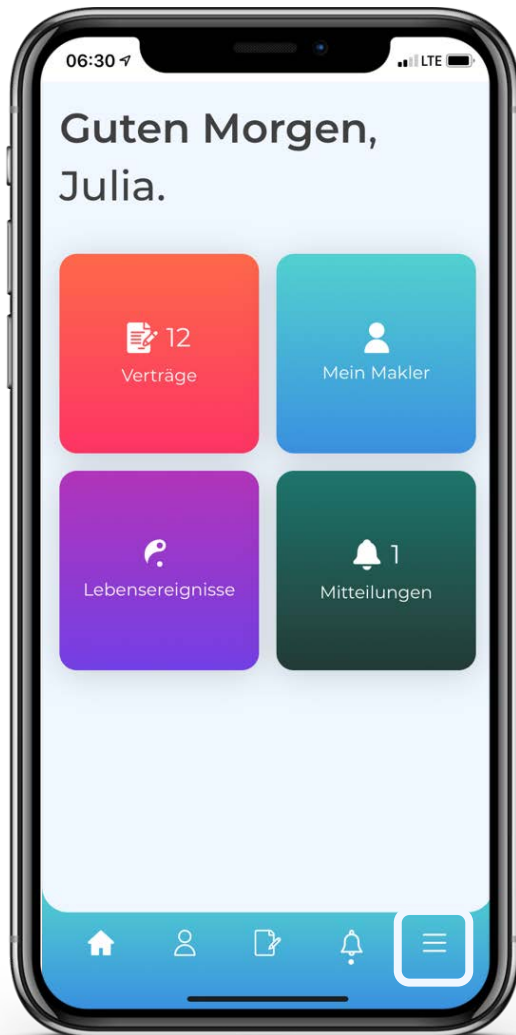 06:30
LTE
Guten Morgen,
Julia.
12
Verträge
Mein Makler
Lebensereignisse
1
Mitteilungen